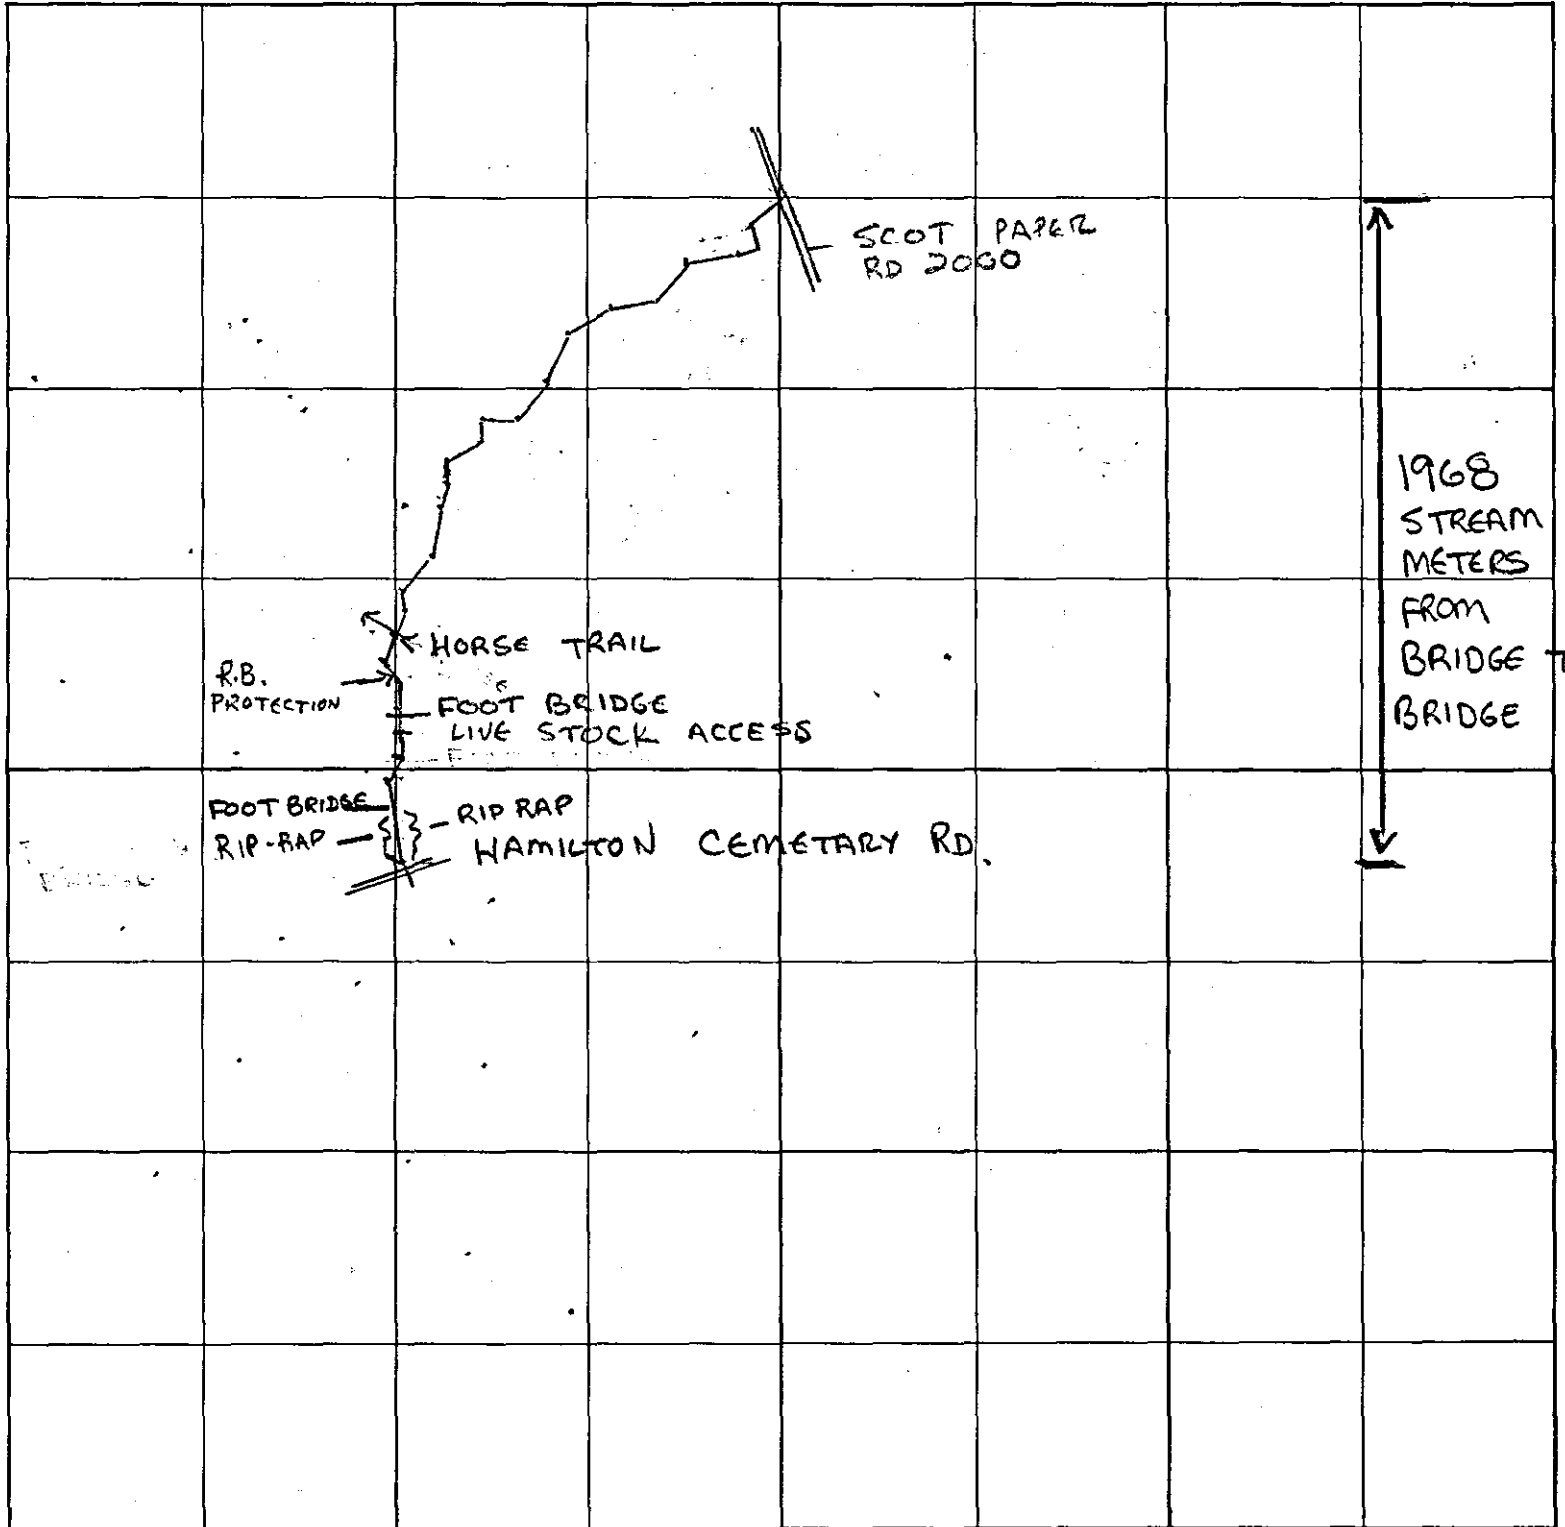 SCOT PAPER
RD 2000
1968
STREAM
METERS
FROM
BRIDGE
BRIDGE
HORSE TRAIL
R.B.
PROTECTION
FOOT BRIDGE
LIVE STOCK ACCESS
FOOT BRIDGE
RIP-RAP
RIP RAP
HAMILTON CEMETARY RD.